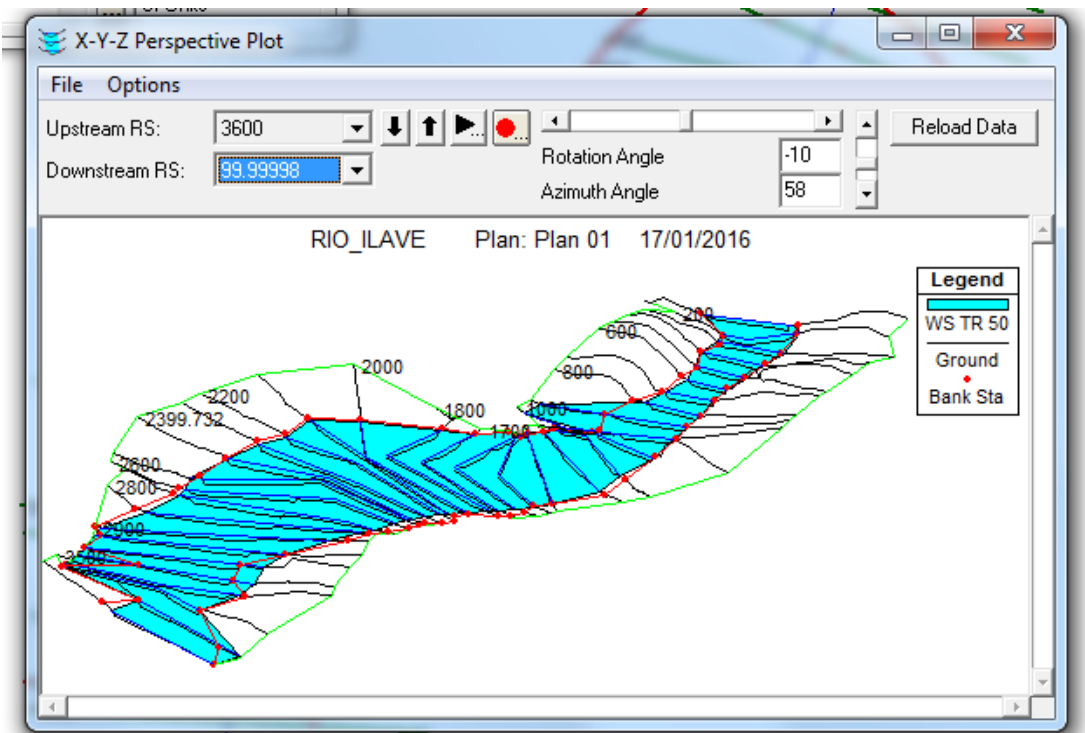 X-Y-Z Perspective Plot
File Options
Upstream RS: 3600
Downstream RS: 99.99998
Rotation Angle -10
Azimuth Angle 58
Reload Data
RIO_ILAVE Plan: Plan 01 17/01/2016
Legend
WS TR 50
Ground
Bank Sta
200
600
800
1000
2000
1800
1700
2200
2399.732
2600
2800